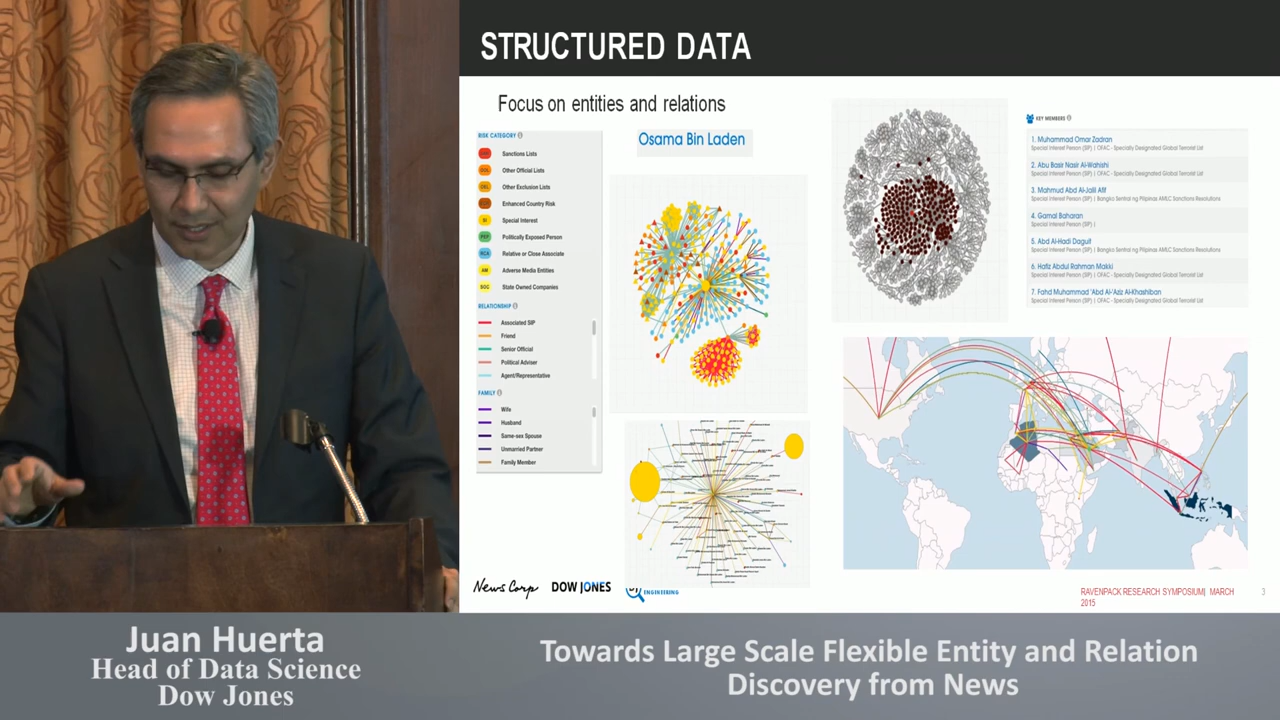 STRUCTURED DATA
Focus on entities and relations
RISK CATEGORY
Sanctions Lists
Other Official Lists
Other Exclusion Lists
Enhanced Country Risk
SI
Special Interest
PEP
Politically Exposed Person
RCA
Relative or Close Associate
AM
Adverse Media Entities
SOC
State Owned Companies
RELATIONSHIP
Associated SIP
Friend
Senior Official
Political Adviser
Agent/Representative
FAMILY
Wife
Husband
Same-sex Spouse
Unmarried Partner
Family Member
Osama Bin Laden
KEY MEMBERS
1. Muhammad Omar Zadran
Special Interest Person (SIP) | OFAC - Specially Designated Global Terrorist List
2. Abu Basir Nasir Al-Wahishi
Special Interest Person (SIP) | OFAC - Specially Designated Global Terrorist List
3. Mahmud Abd Al-Jalil Afif
Special Interest Person (SIP) | Bangko Sentral ng Pilipinas AMLC Sanctions Resolutions
4. Gamal Baharan
Special Interest Person (SIP) |
5. Abd Al-Hadi Daguit
Special Interest Person (SIP) | Bangko Sentral ng Pilipinas AMLC Sanctions Resolutions
6. Hafiz Abdul Rahman Makki
Special Interest Person (SIP) | OFAC - Specially Designated Global Terrorist List
7. Fahd Muhammad 'Abd Al-'Aziz Al-Khashiban
Special Interest Person (SIP) | OFAC - Specially Designated Global Terrorist List
News Corp
DOW JONES
ENGINEERING
RAVENPACK RESEARCH SYMPOSIUM| MARCH
2015
3
Juan Huerta
Head of Data Science
Dow Jones
Towards Large Scale Flexible Entity and Relation
Discovery from News